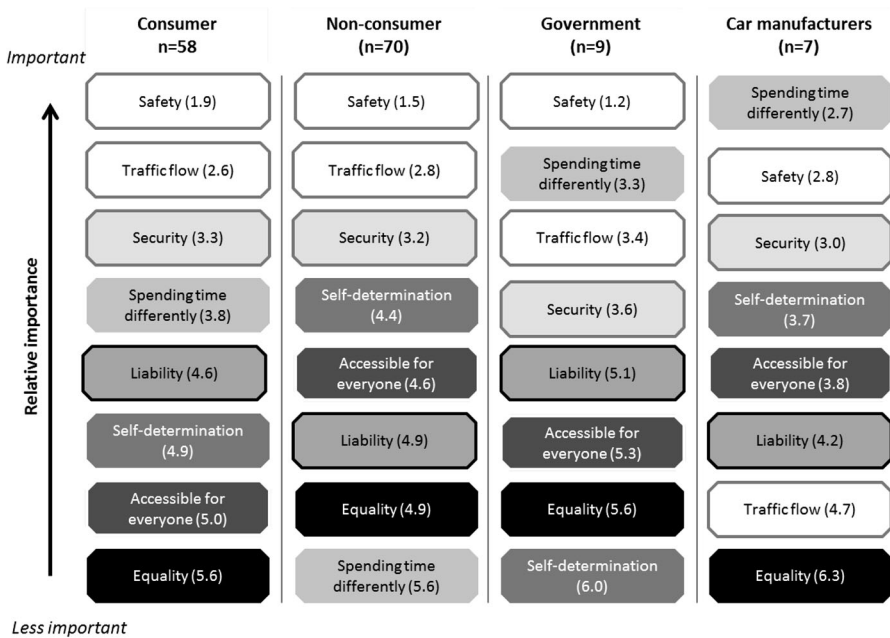 Consumer
n=58
Non-consumer
(n=70)
Government
(n=9)
Car manufacturers
(n=7)
Important
Relative importance
Safety (1.9)
Traffic flow (2.6)
Security (3.3)
Spending time
differently (3.8)
Liability (4.6)
Self-determination
(4.9)
Accessible for
everyone (5.0)
Equality (5.6)
Safety (1.5)
Traffic flow (2.8)
Security (3.2)
Self-determination
(4.4)
Accessible for
everyone (4.6)
Liability (4.9)
Equality (4.9)
Spending time
differently (5.6)
Safety (1.2)
Spending time
differently (3.3)
Traffic flow (3.4)
Security (3.6)
Liability (5.1)
Accessible for
everyone (5.3)
Equality (5.6)
Self-determination
(6.0)
Spending time
differently (2.7)
Safety (2.8)
Security (3.0)
Self-determination
(3.7)
Accessible for
everyone (3.8)
Liability (4.2)
Traffic flow (4.7)
Equality (6.3)
Less important